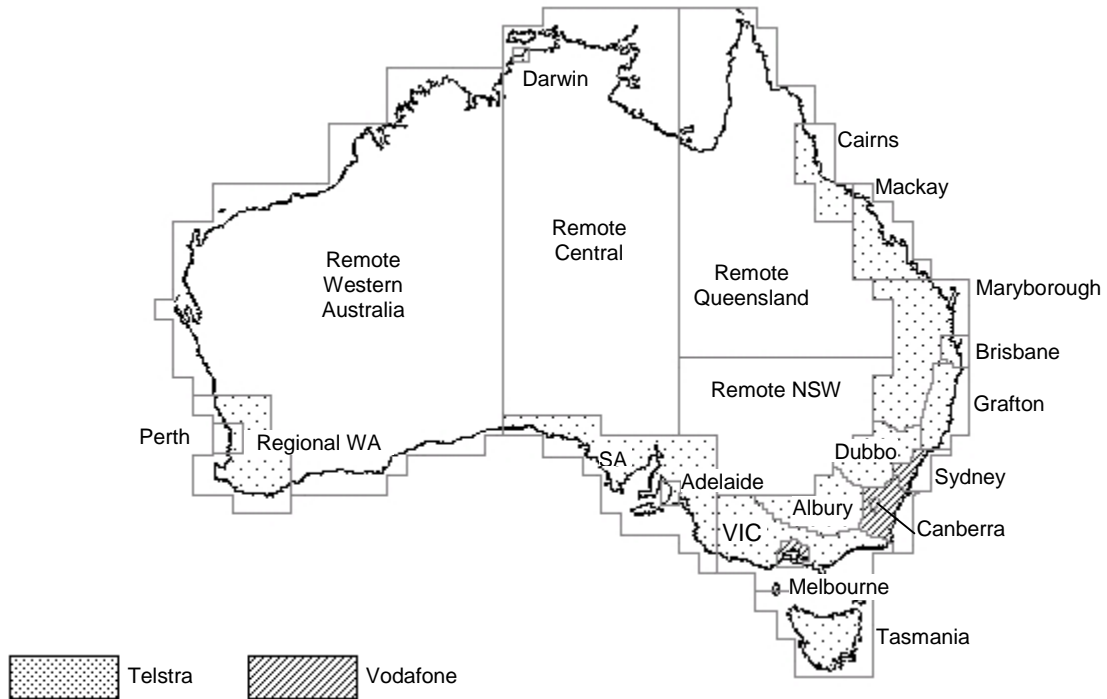 Darwin
Cairns
Mackay
Remote
Central
Remote
Western
Australia
Remote
Queensland
Maryborough
Brisbane
Remote NSW
Grafton
Perth
Regional WA
SA
Dubbo
Sydney
Adelaide
Albury
VIC
Canberra
Melbourne
Tasmania
Telstra
Vodafone